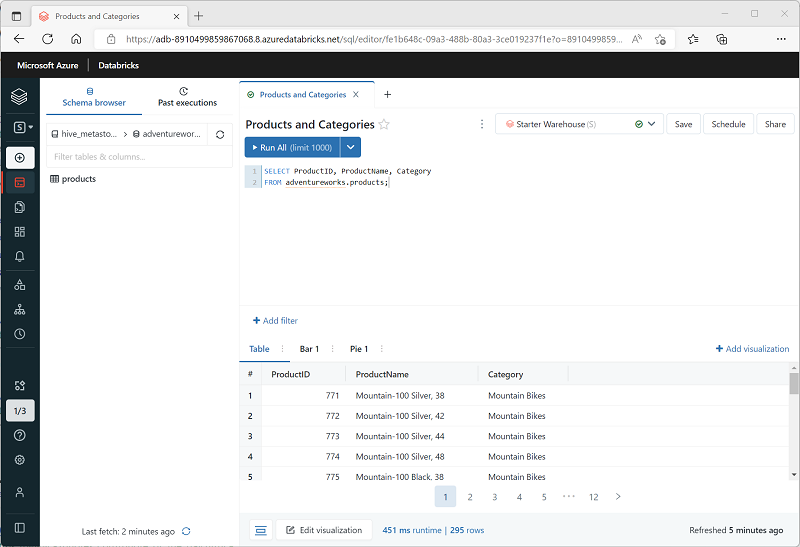 Products and Categories
https://adb-8910499859867068.8.azuredatabricks.net/sql/editor/fe1b648c-09a3-488b-80a3-3ce019237f1e?o=8910499859...
Microsoft Azure | Databricks
Schema browser
Past executions
Products and Categories
hive_metasto... > adventurewor...
Filter tables & columns...
products
Products and Categories
Starter Warehouse (S)
Save
Schedule
Share
Run All (limit 1000)
1 SELECT ProductID, ProductName, Category
2 FROM adventureworks.products;
S
1/3
Add filter
Table
Bar 1
Pie 1
Add visualization
# ProductID ProductName Category
1 771 Mountain-100 Silver, 38 Mountain Bikes
2 772 Mountain-100 Silver, 42 Mountain Bikes
3 773 Mountain-100 Silver, 44 Mountain Bikes
4 774 Mountain-100 Silver, 48 Mountain Bikes
5 775 Mountain-100 Black, 38 Mountain Bikes
1 2 3 4 5 ... 12 >
Last fetch: 2 minutes ago
Edit visualization
451 ms runtime | 295 rows
Refreshed 5 minutes ago